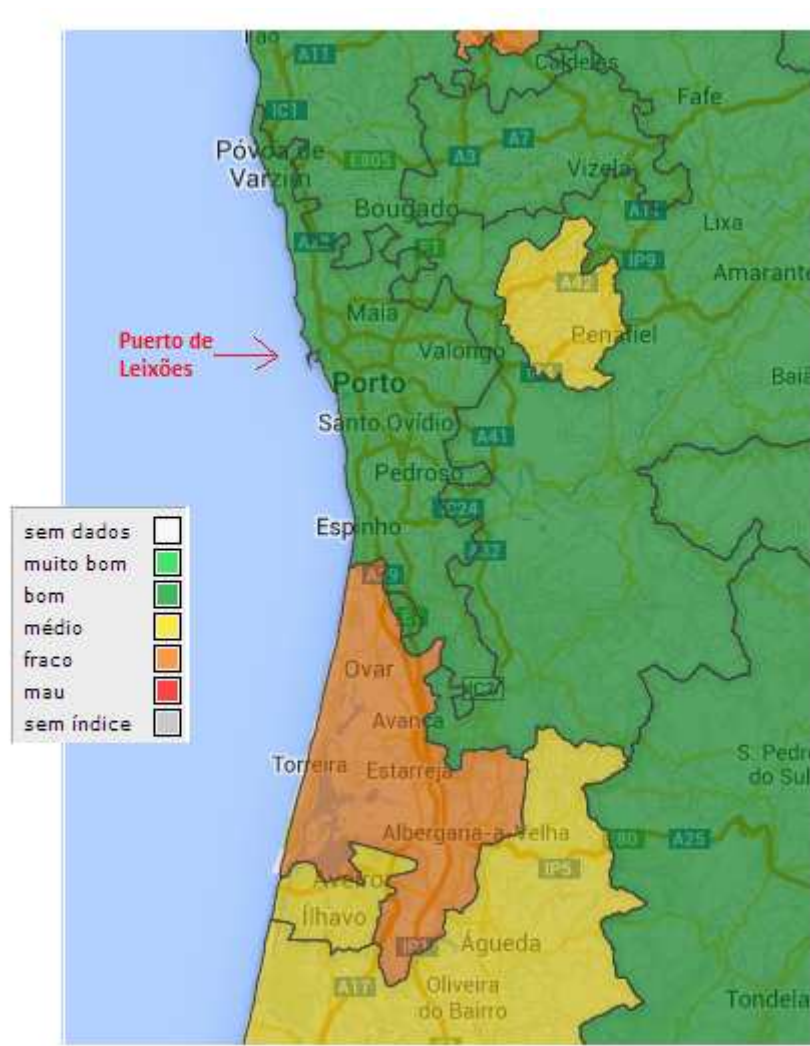 A11
Caldelas
Fafe
IC1
A7
Póvoa de
Varzim
E805
A3
Vizela
Bougado
A11
Lixa
IP9
Amarante
A42
Maia
Penafiel
Puerto de
Leixões
Valongo
Porto
Santo Ovídio
A41
Pedroso
Espinho
A32
A29
sem dados
muito bom
bom
médio
fraco
mau
sem índice
Ovar
Avanca
Torreira
Estarreja
S. Pedro
do Sul
Albergaria-a-Velha
A25
IP5
Aveiro
Ílhavo
Águeda
A17
Oliveira
do Bairro
Tondela